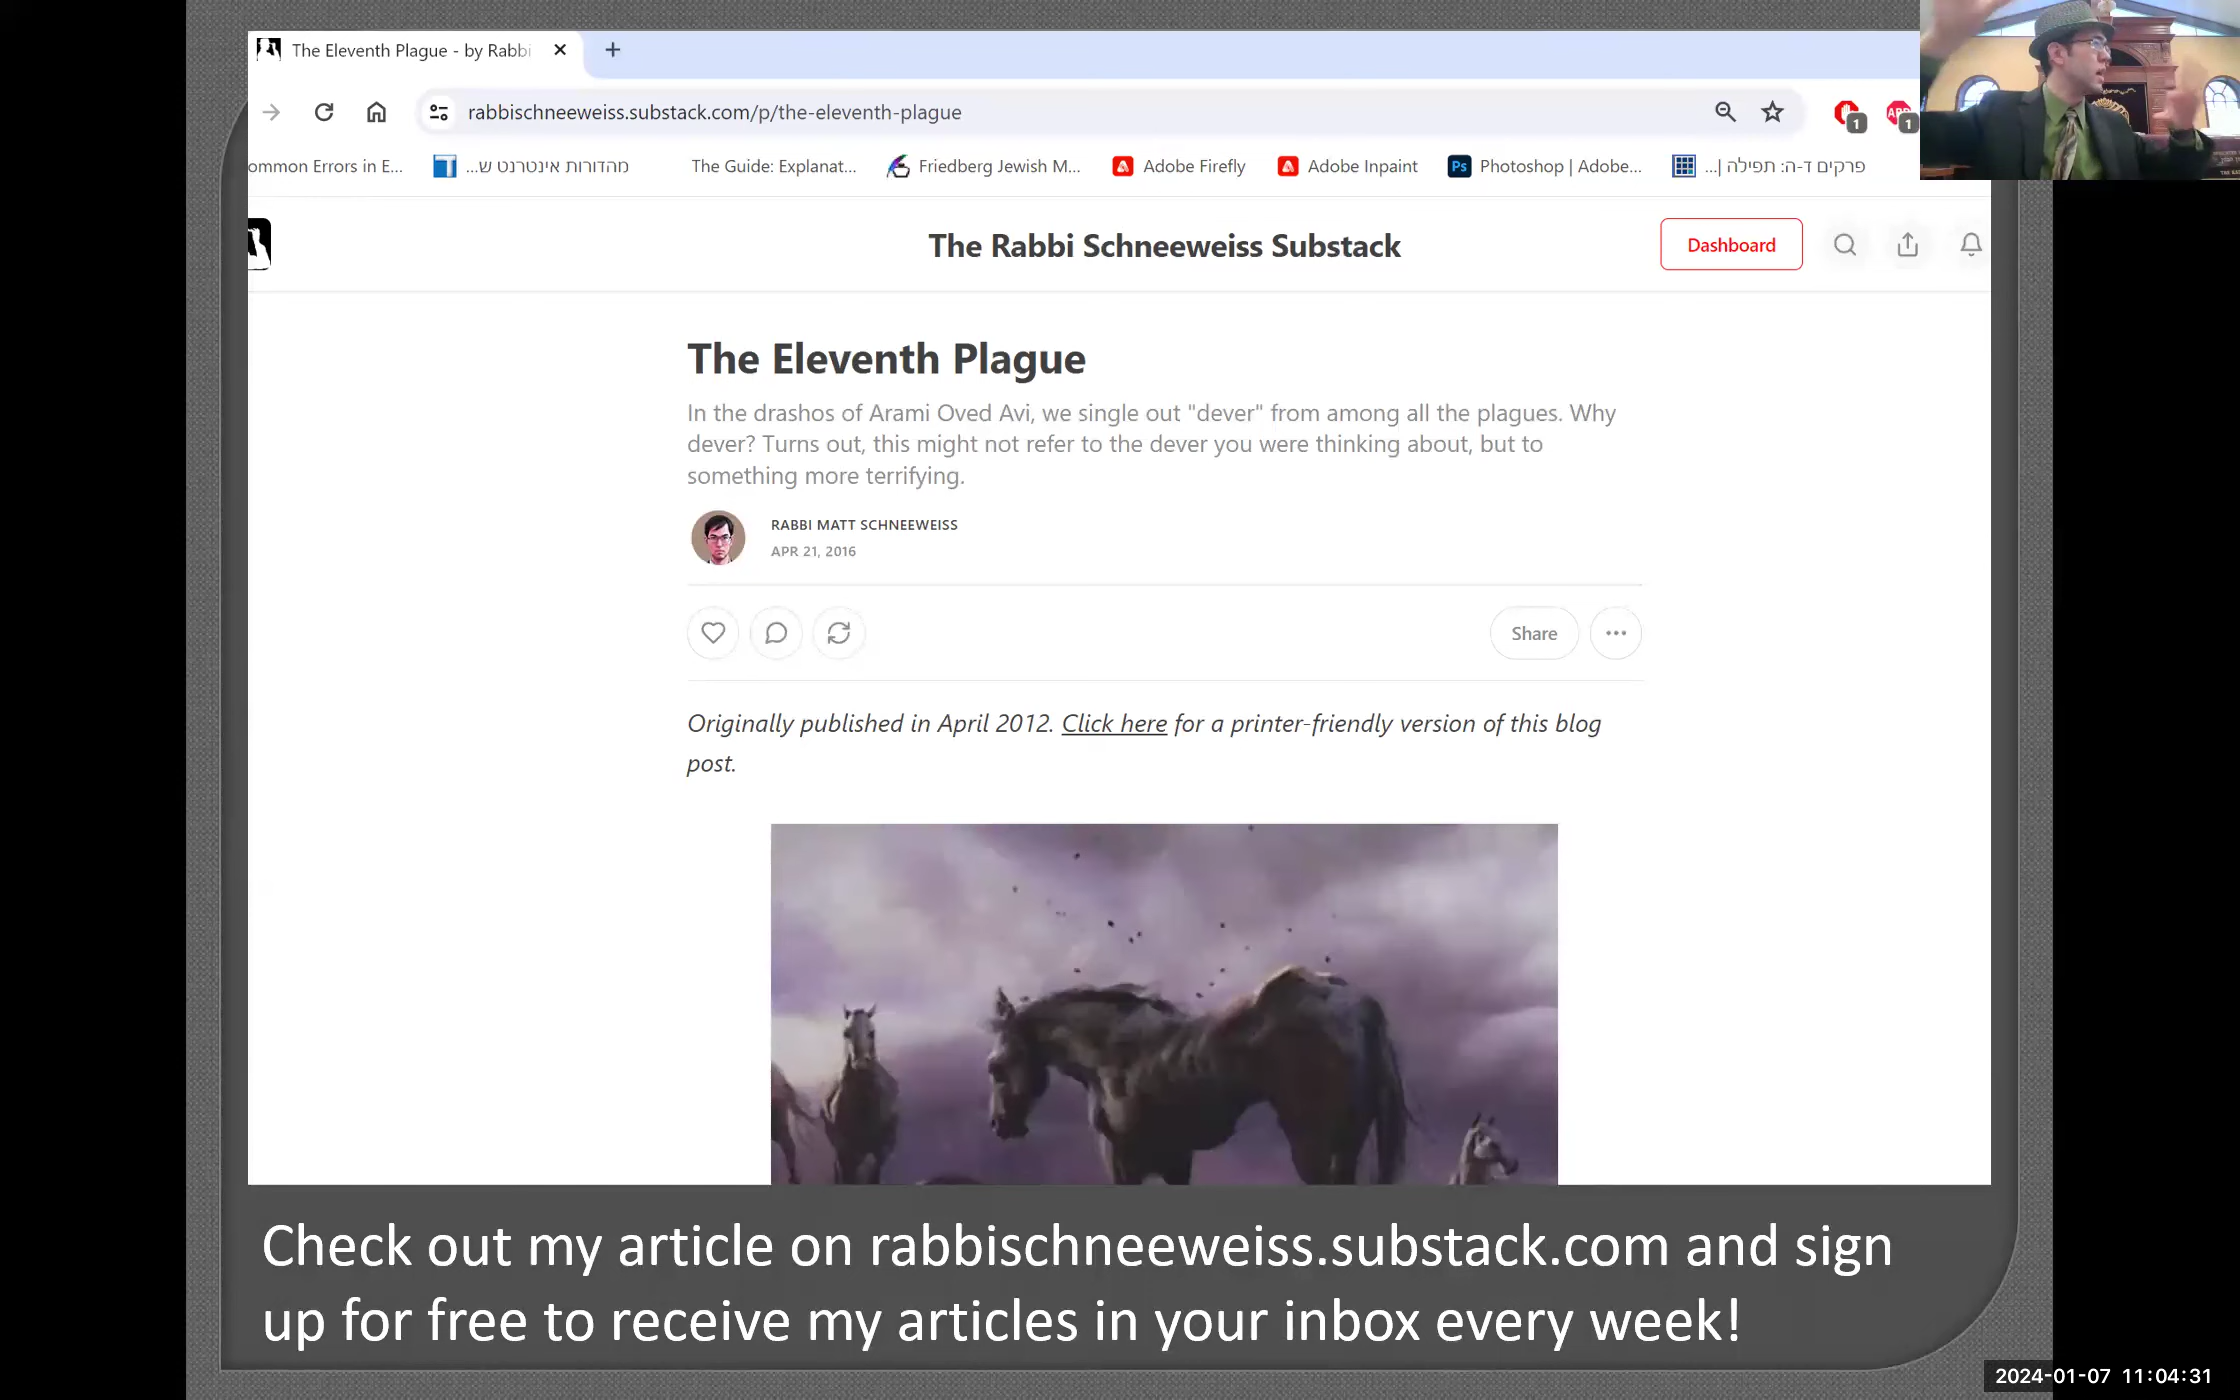 The Eleventh Plague - by Rabbi
rabbischneeweiss.substack.com/p/the-eleventh-plague
1
1
ommon Errors in E...
מהדורות אינטרנט ש...
The Guide: Explanat...
Friedberg Jewish M...
Adobe Firefly
Adobe Inpaint
Ps
Photoshop | Adobe...
פרקים ד-ה: תפילה |...
The Rabbi Schneeweiss Substack
Dashboard
The Eleventh Plague
In the drashos of Arami Oved Avi, we single out "dever" from among all the plagues. Why
dever? Turns out, this might not refer to the dever you were thinking about, but to
something more terrifying.
RABBI MATT SCHNEEWEISS
APR 21, 2016
Share
Originally published in April 2012. Click here for a printer-friendly version of this blog
post.
Check out my article on rabbischneeweiss.substack.com and sign
up for free to receive my articles in your inbox every week!
2024-01-07 11:04:31